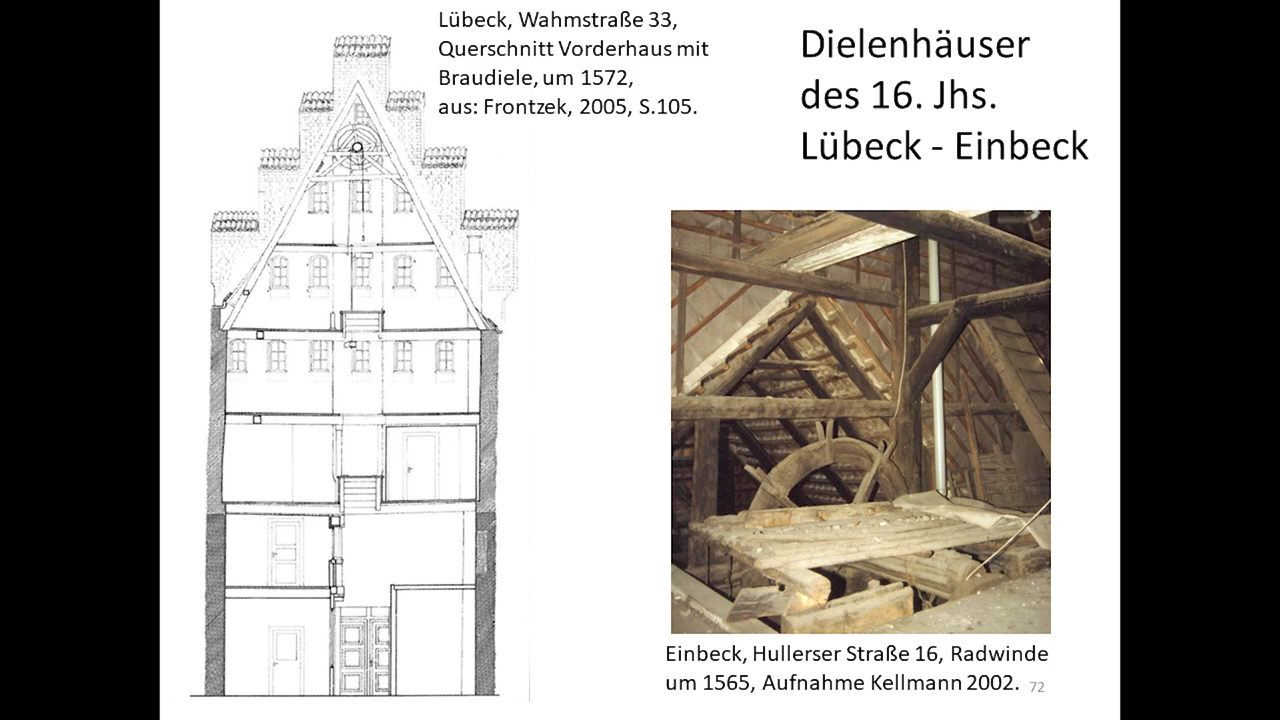 Lübeck, Wahmstraße 33,
Querschnitt Vorderhaus mit
Braudiele, um 1572,
aus: Frontzek, 2005, S.105.
Dielenhäuser
des 16. Jhs.
Lübeck - Einbeck
Einbeck, Hullerser Straße 16, Radwinde
um 1565, Aufnahme Kellmann 2002.
72